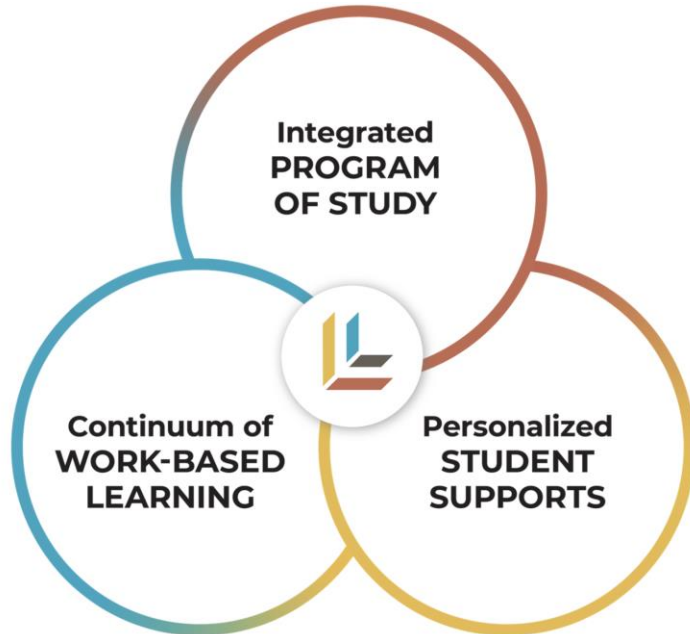 Integrated
PROGRAM
OF STUDY
Continuum of
WORK-BASED
LEARNING
Personalized
STUDENT
SUPPORTS